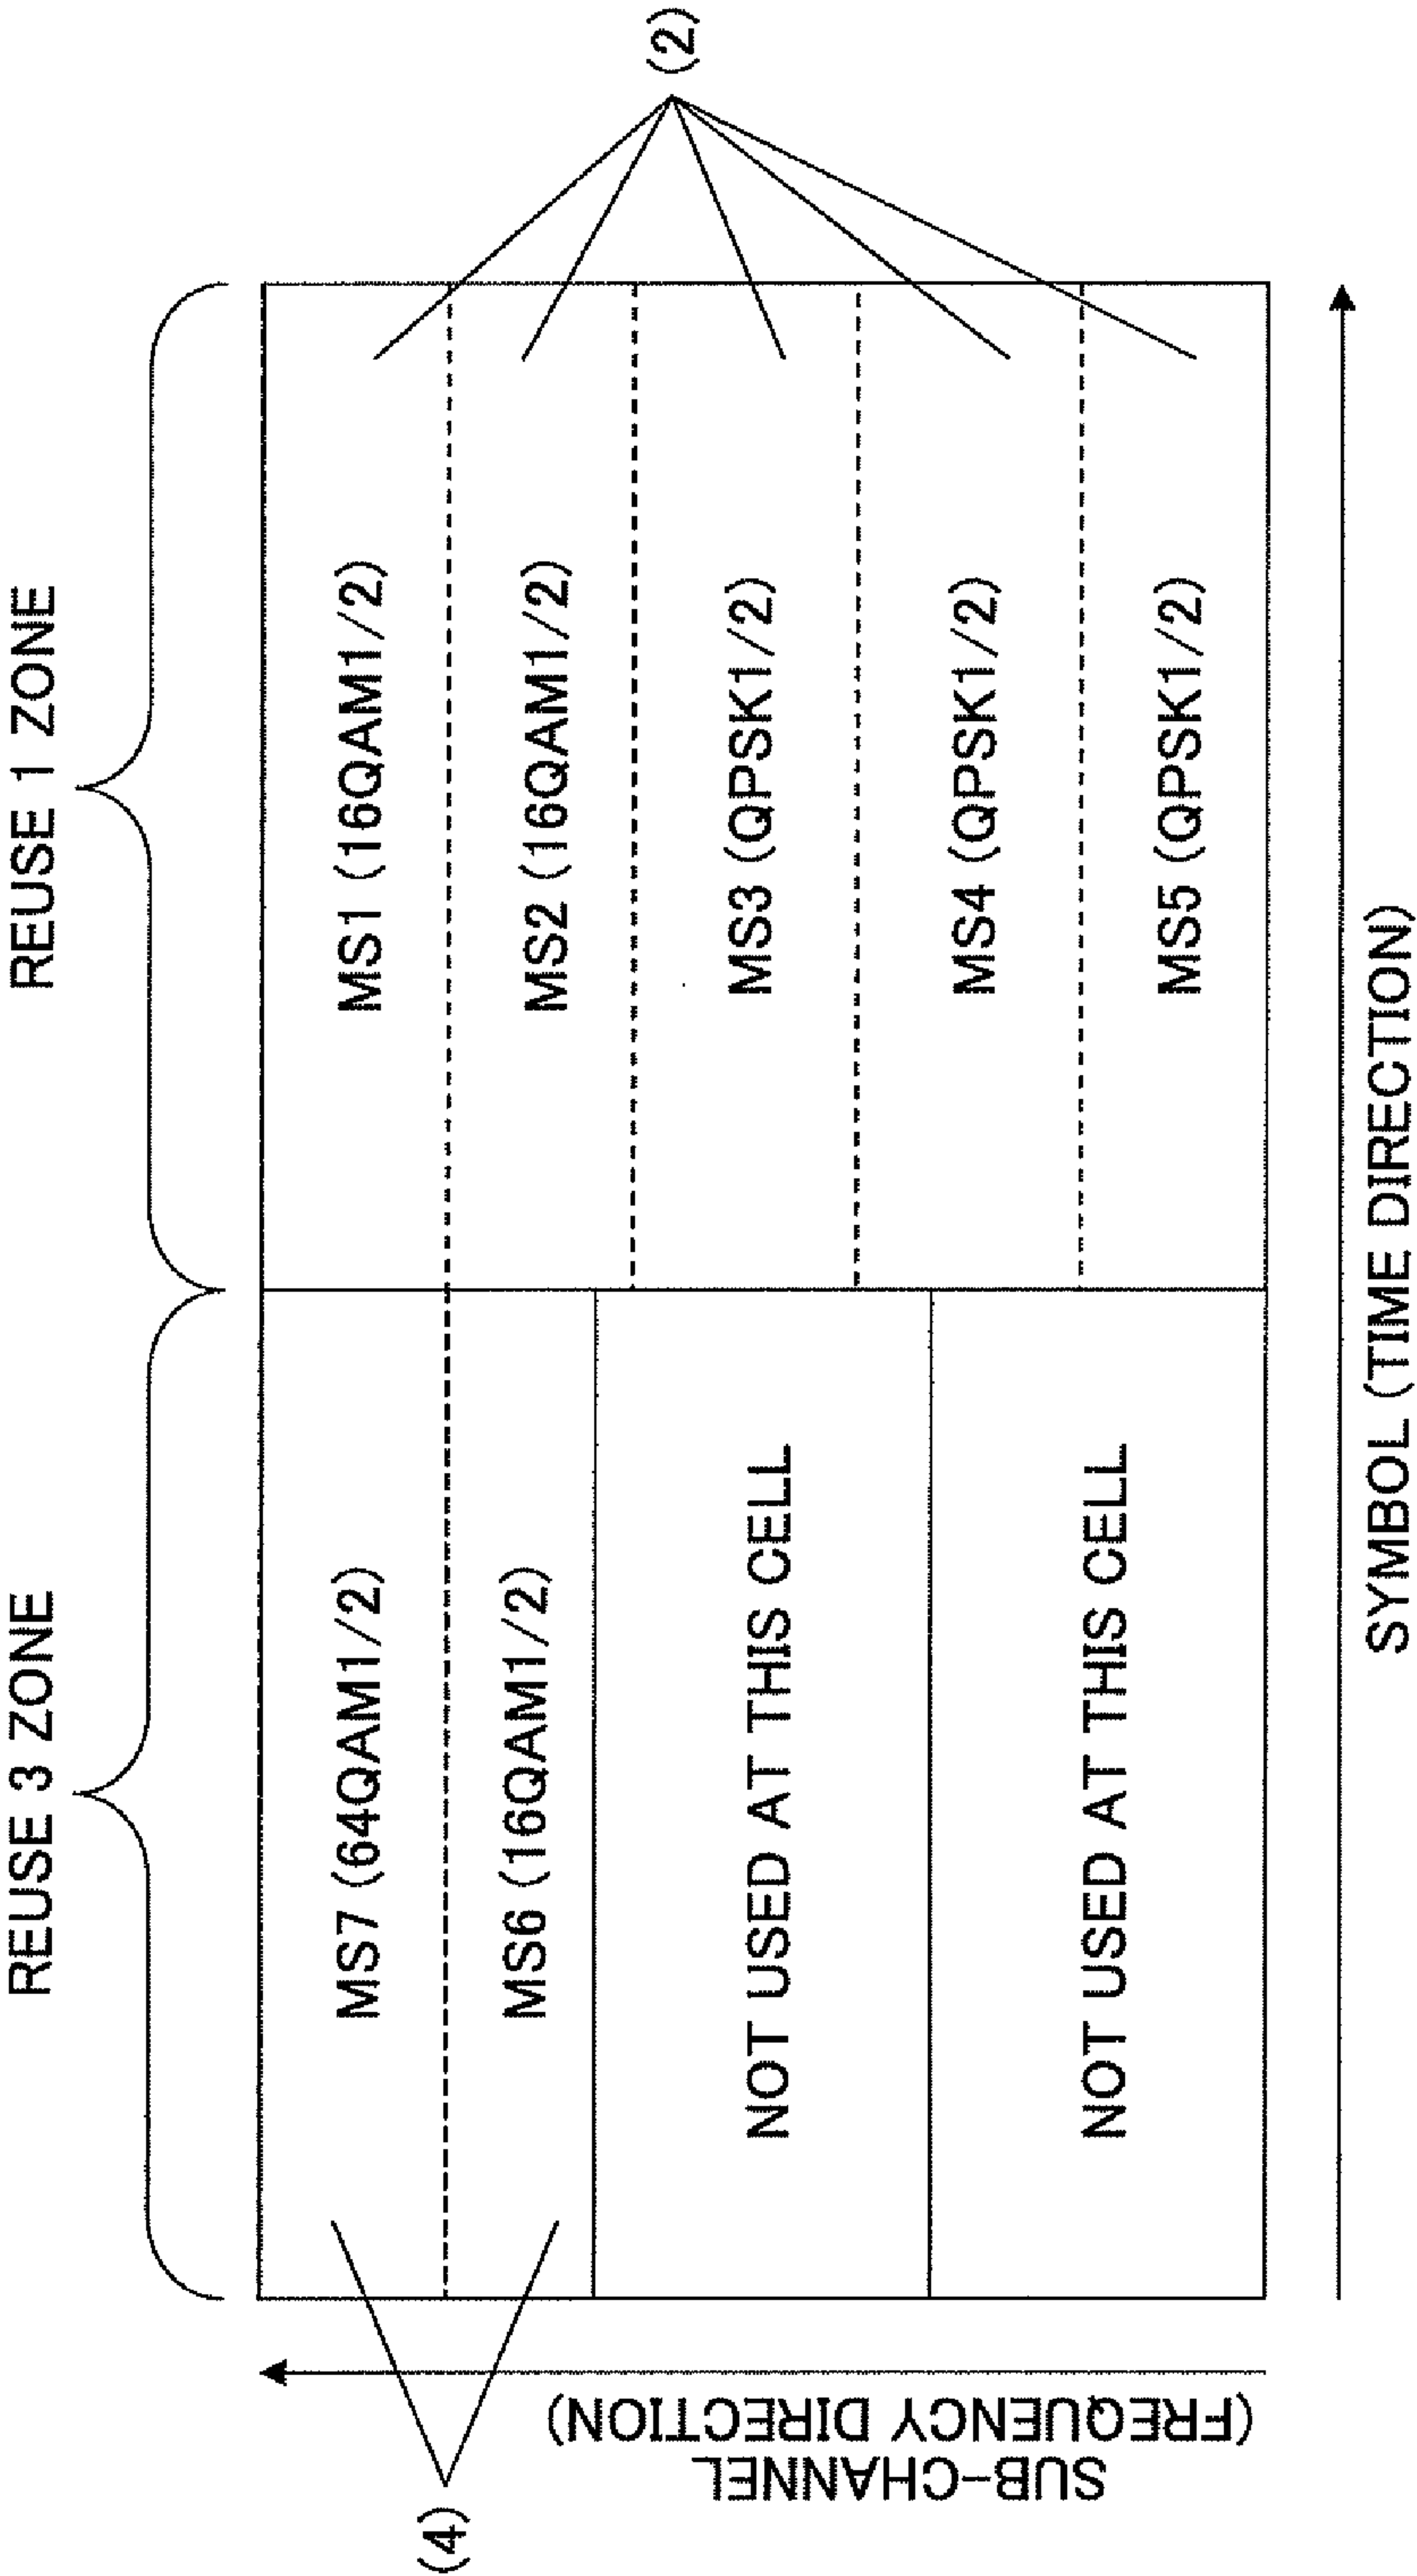 REUSE 3 ZONE
REUSE 1 ZONE
MS7 (64QAM1/2)
MS6 (16QAM1/2)
NOT USED AT THIS CELL
NOT USED AT THIS CELL
MS1 (16QAM1/2)
MS2 (16QAM1/2)
MS3 (QPSK1/2)
MS4 (QPSK1/2)
MS5 (QPSK1/2)
(4)
(2)
SUB-CHANNEL
(FREQUENCY DIRECTION)
SYMBOL (TIME DIRECTION)